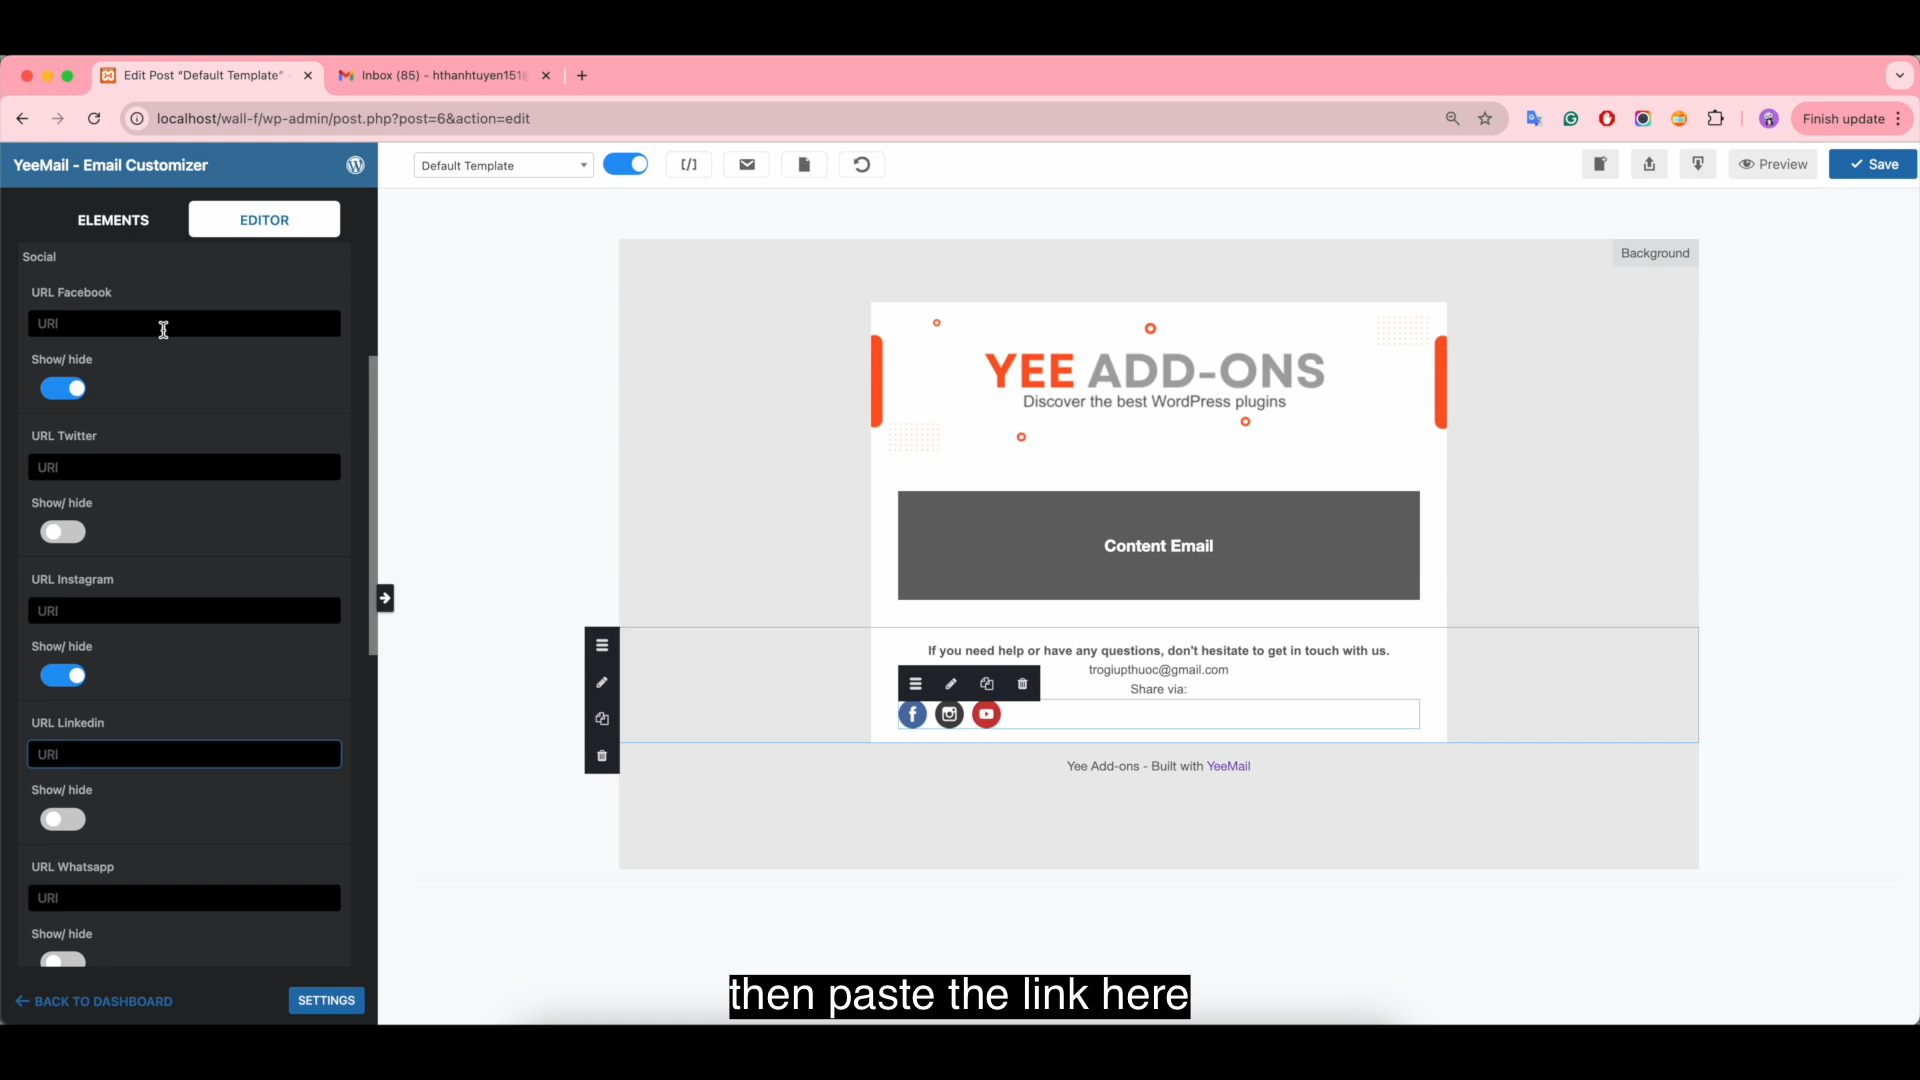 Edit Post "Default Template"
Inbox (85) - hthanhtuyen151@
localhost/wall-f/wp-admin/post.php?post=6&action=edit
Finish update
YeeMail - Email Customizer
Default Template
[/]
Preview
Save
ELEMENTS
EDITOR
Social
URL Facebook
URl
Show/ hide
URL Twitter
URl
Show/ hide
URL Instagram
URl
Show/ hide
URL Linkedin
URl
Show/ hide
URL Whatsapp
URl
Show/ hide
BACK TO DASHBOARD
SETTINGS
Background
YEE ADD-ONS
Discover the best WordPress plugins
Content Email
If you need help or have any questions, don't hesitate to get in touch with us.
trogiupthuoc@gmail.com
Share via:
Yee Add-ons - Built with YeeMail
then paste the link here